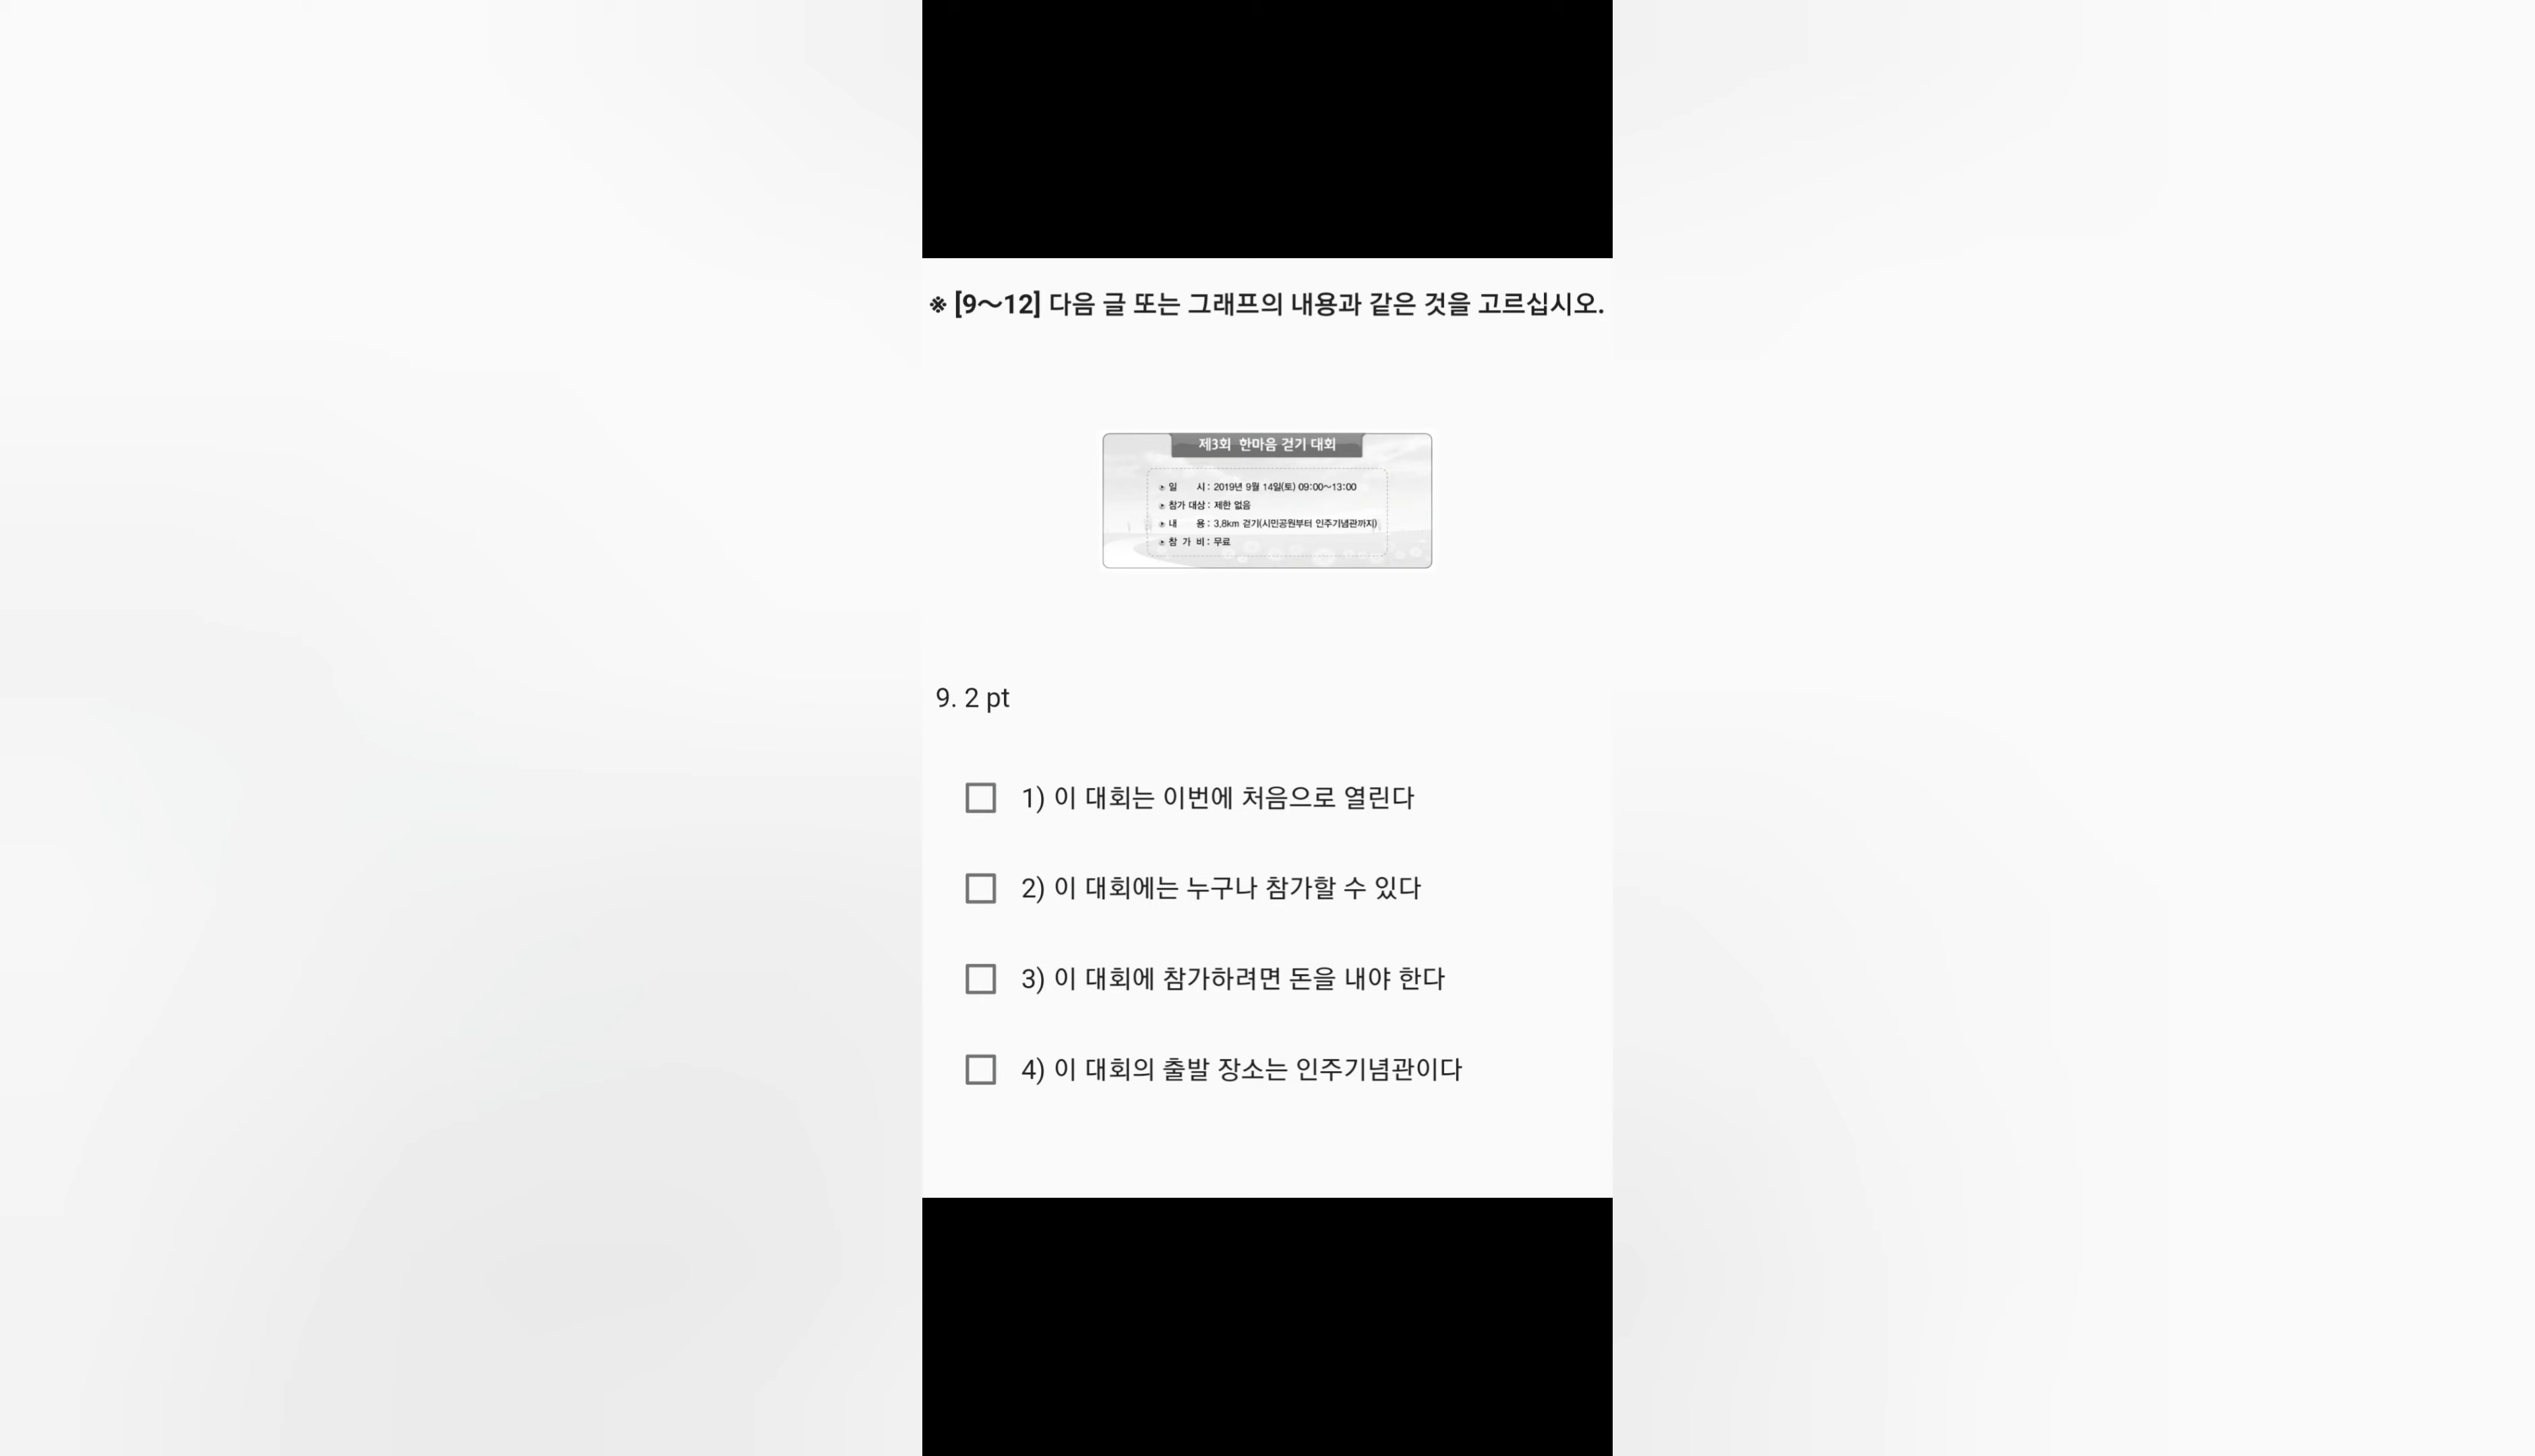 ※ [9～12] 다음 글 또는 그래프의 내용과 같은 것을 고르십시오.
제3회 한마음 걷기 대회
일 시 : 2019년 9월 14일(토) 09:00～13:00
참가 대상 : 제한 없음
내 용 : 3.8km 걷기(시민공원부터 인주기념관까지)
참 가 비 : 무료
9. 2 pt
1) 이 대회는 이번에 처음으로 열린다
2) 이 대회에는 누구나 참가할 수 있다
3) 이 대회에 참가하려면 돈을 내야 한다
4) 이 대회의 출발 장소는 인주기념관이다